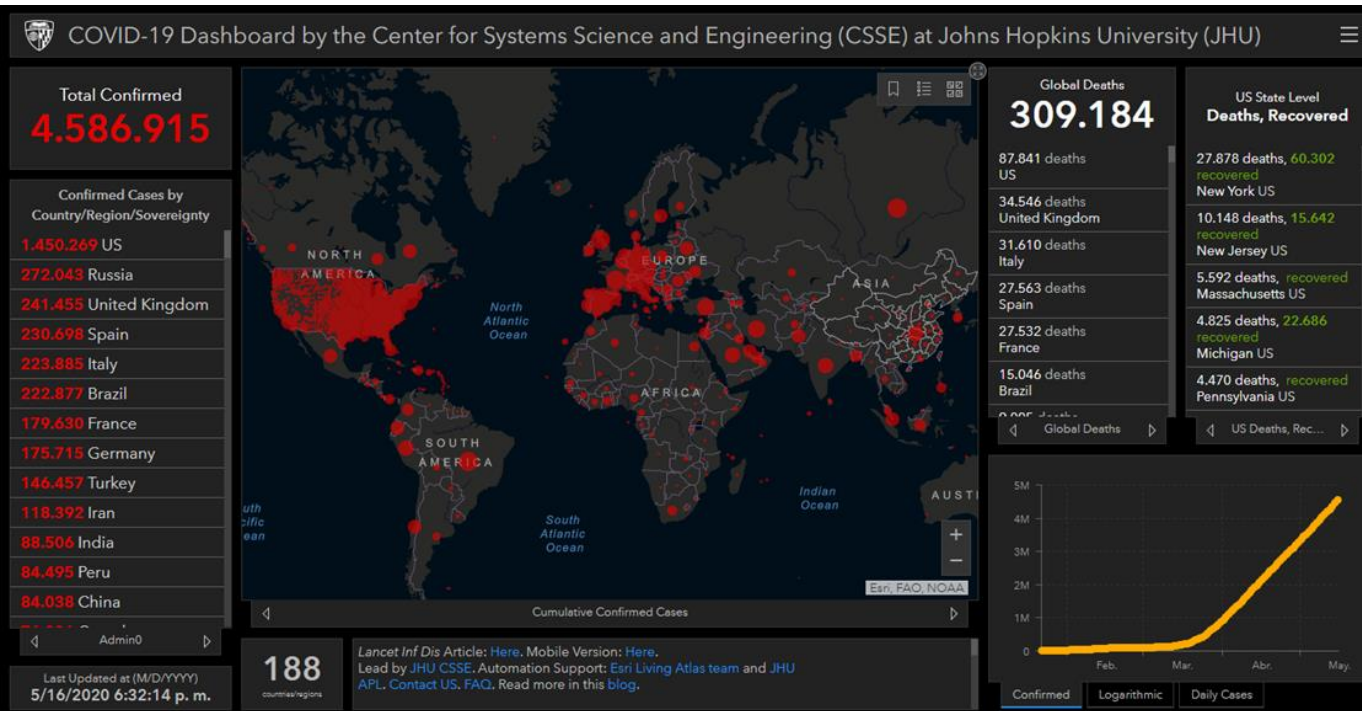 COVID-19 Dashboard by the Center for Systems Science and Engineering (CSSE) at Johns Hopkins University (JHU)
Total Confirmed
4.586.915
Confirmed Cases by
Country/Region/Sovereignty
1.450.269 US
272.043 Russia
241.455 United Kingdom
230.698 Spain
223.885 Italy
222.877 Brazil
179.630 France
175.715 Germany
146.457 Turkey
118.392 Iran
88.506 India
84.495 Peru
84.038 China
Admin0
Last Updated at (M/D/YYYY)
5/16/2020 6:32:14 p. m.
NORTH
AMERICA
North
Atlantic
Ocean
EUROPE
ASIA
AFRICA
SOUTH
AMERICA
Indian
Ocean
AUST
uth
cific
ean
South
Atlantic
Ocean
+
−
Esri, FAO, NOAA
Cumulative Confirmed Cases
188
countries/regions
Lancet Inf Dis Article: Here. Mobile Version: Here.
Lead by JHU CSSE. Automation Support: Esri Living Atlas team and JHU
APL. Contact US. FAQ. Read more in this blog.
Global Deaths
309.184
87.841 deaths
US
34.546 deaths
United Kingdom
31.610 deaths
Italy
27.563 deaths
Spain
27.532 deaths
France
15.046 deaths
Brazil
Global Deaths
US State Level
Deaths, Recovered
27.878 deaths, 60.302
recovered
New York US
10.148 deaths, 15.642
recovered
New Jersey US
5.592 deaths, recovered
Massachusetts US
4.825 deaths, 22.686
recovered
Michigan US
4.470 deaths, recovered
Pennsylvania US
US Deaths, Rec...
5M
4M
3M
2M
1M
0
Feb. Mar. Abr. May.
Confirmed Logarithmic Daily Cases